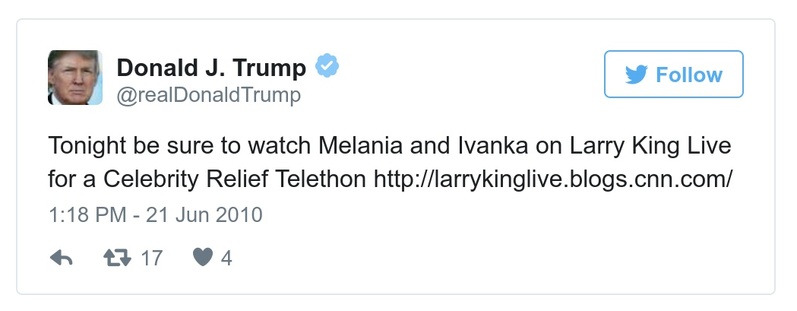 Donald J. Trump
@realDonaldTrump
Follow
Tonight be sure to watch Melania and Ivanka on Larry King Live
for a Celebrity Relief Telethon http://larrykinglive.blogs.cnn.com/
1:18 PM - 21 Jun 2010
17 4